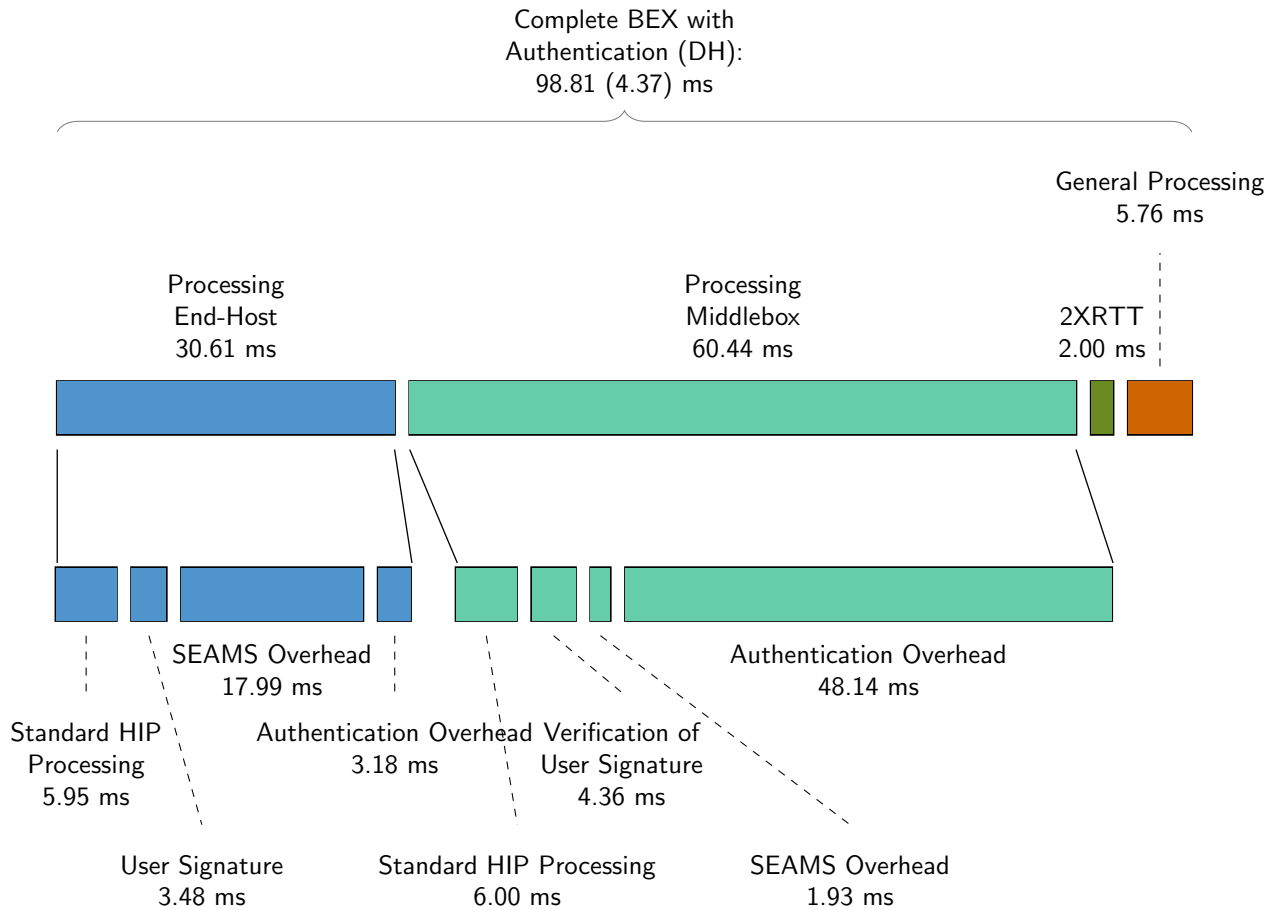 Complete BEX with
Authentication (DH):
98.81 (4.37) ms
General Processing
5.76 ms
Processing
End-Host
30.61 ms
Processing
Middlebox
60.44 ms
2XRTT
2.00 ms
SEAMS Overhead
17.99 ms
Authentication Overhead
48.14 ms
Standard HIP
Processing
5.95 ms
Authentication Overhead
3.18 ms
Verification of
User Signature
4.36 ms
User Signature
3.48 ms
Standard HIP Processing
6.00 ms
SEAMS Overhead
1.93 ms